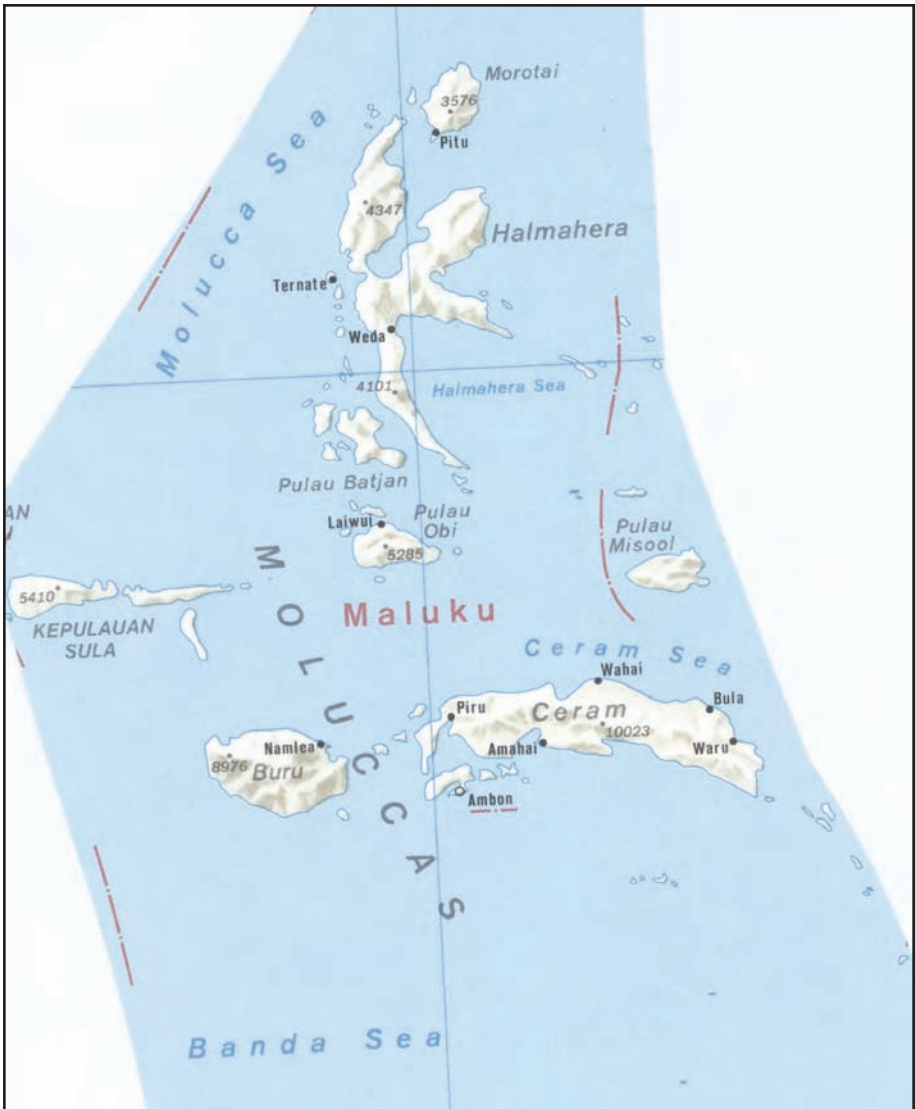 Morotai
3576
Pitu
Molucca Sea
4347
Halmahera
Ternate
Weda
4101
Halmahera Sea
Pulau Batjan
Laiwui
Pulau
Obi
5285
AN
Pulau
Misool
5410
KEPULAUAN
SULA
MOLUCCAS
Maluku
Ceram Sea
Wahai
Piru
Ceram
Bula
10023
Namlea
Amahai
Waru
8976
Buru
Ambon
Banda Sea